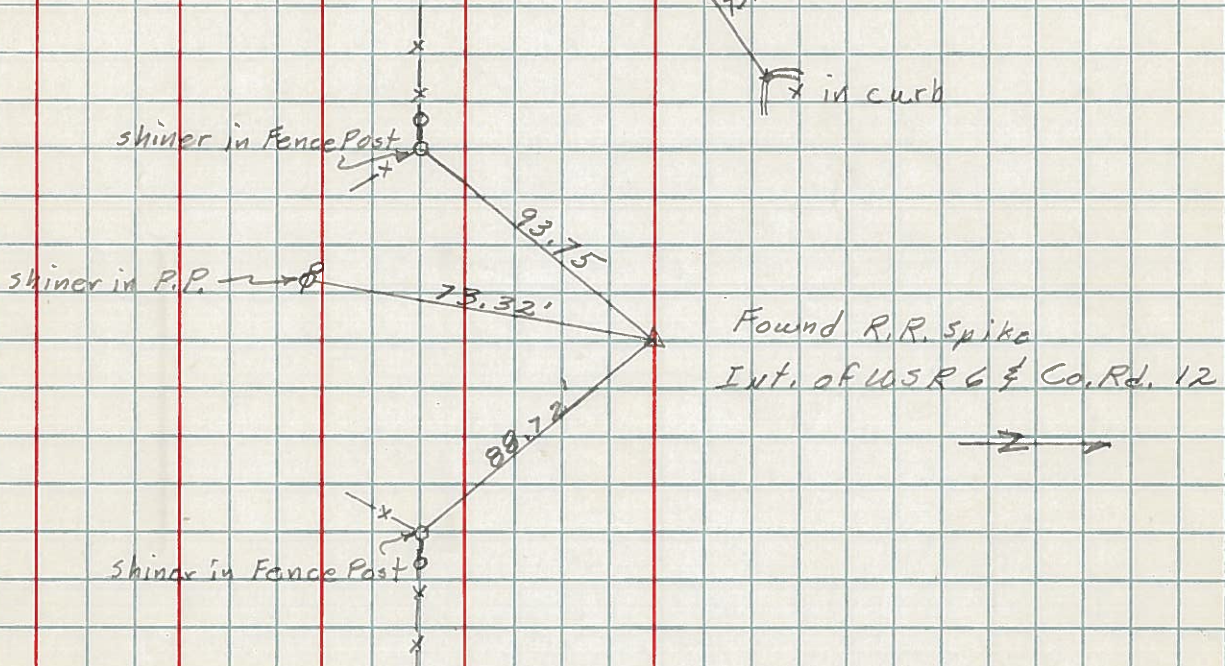 x in curb
shiner in Fence Post
93.75
shiner in P.P.
73.32'
Found R.R. Spike
Int. of USR 6 & Co. Rd. 12
88.72'
shiner in Fence Post